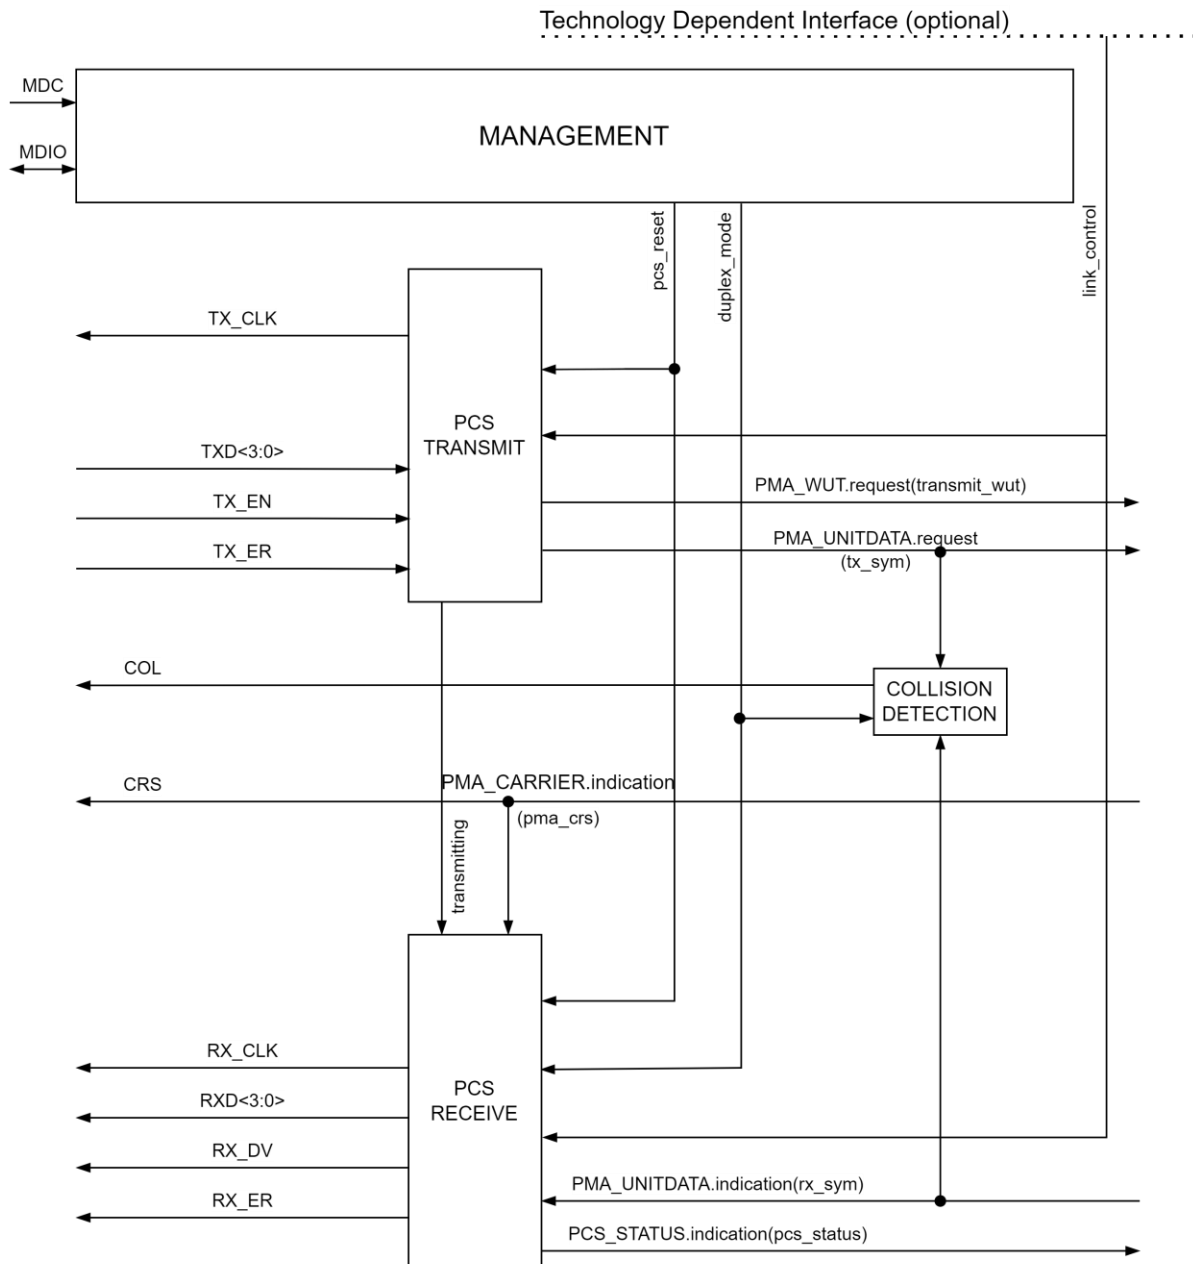 Technology Dependent Interface (optional)
MDC
MANAGEMENT
MDIO
pcs_reset
duplex_mode
link_control
TX_CLK
PCS
TRANSMIT
TXD<3:0>
TX_EN
PMA_WUT.request(transmit_wut)
TX_ER
PMA_UNITDATA.request
(tx_sym)
COL
COLLISION
DETECTION
CRS
PMA_CARRIER.indication
(pma_crs)
transmitting
RX_CLK
PCS
RECEIVE
RXD<3:0>
RX_DV
RX_ER
PMA_UNITDATA.indication(rx_sym)
PCS_STATUS.indication(pcs_status)